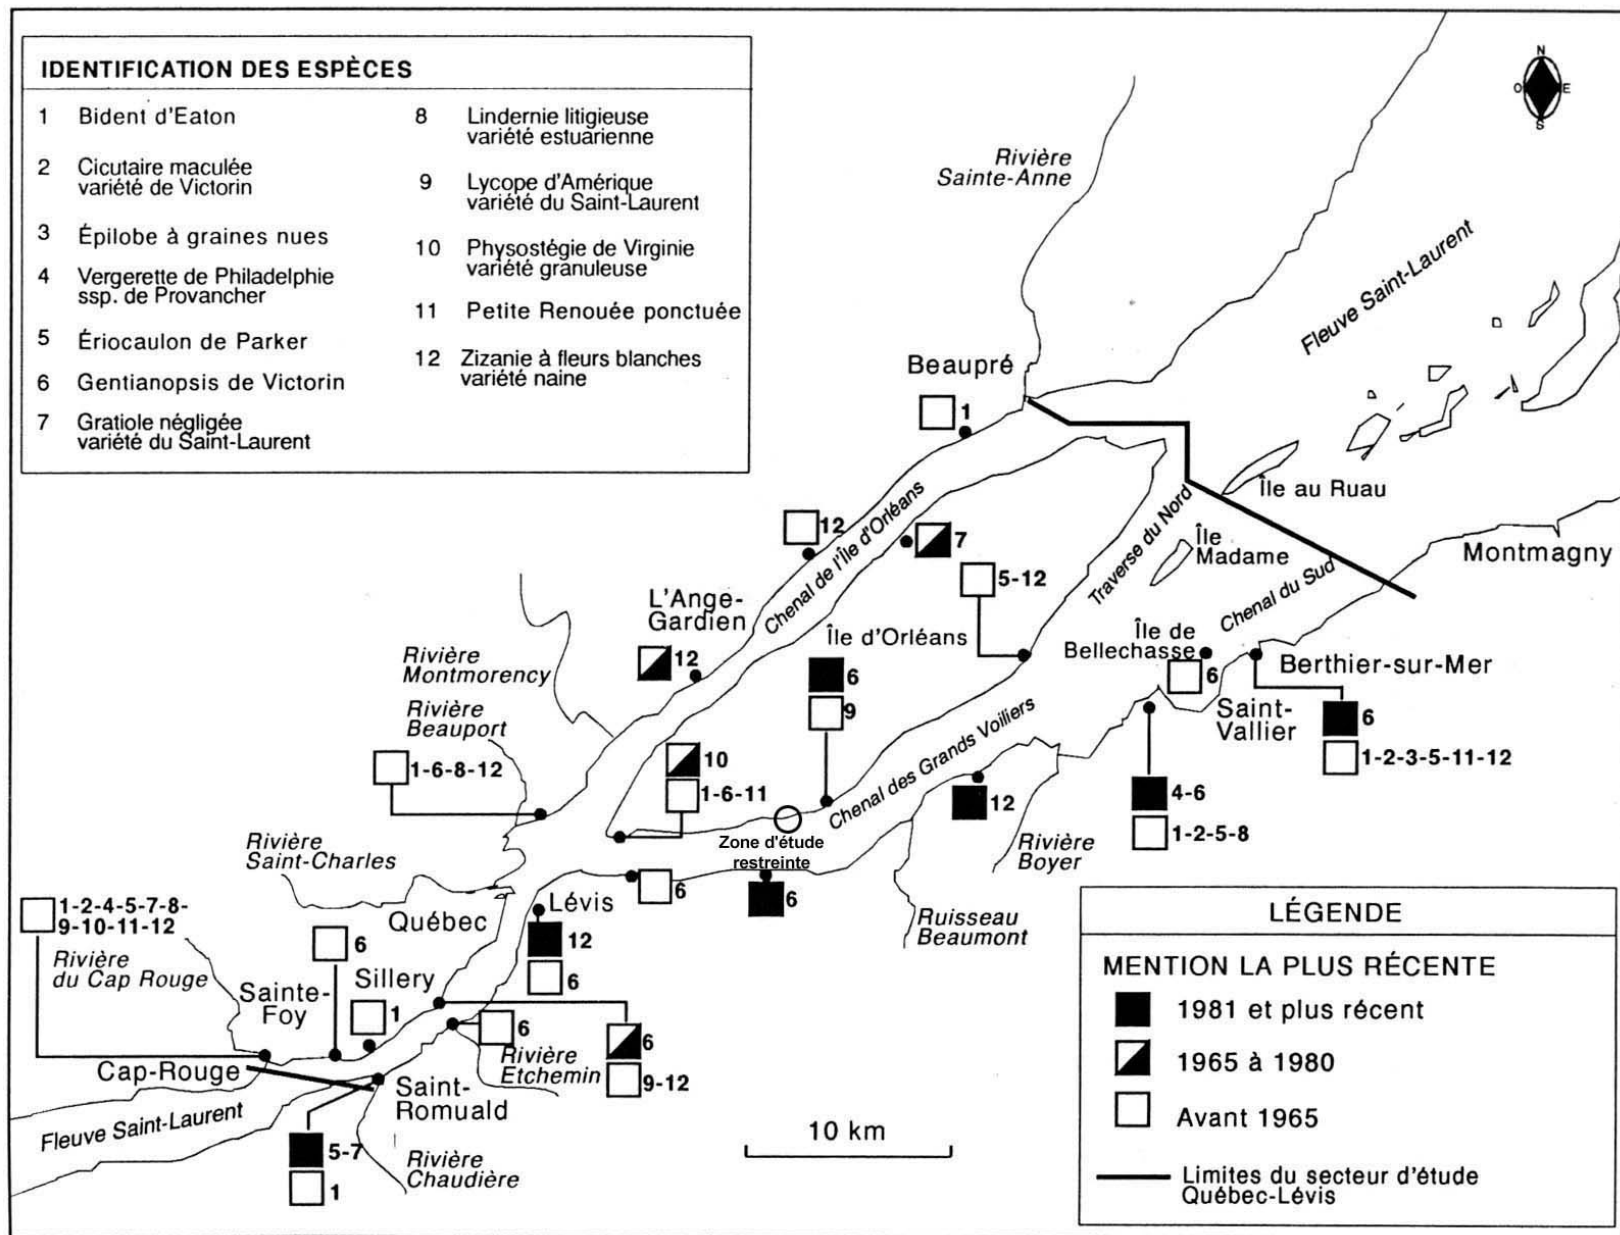 IDENTIFICATION DES ESPÈCES
1 Bident d'Eaton
2 Cicutaire maculée
variété de Victorin
3 Épilobe à graines nues
4 Vergerette de Philadelphie
ssp. de Provancher
5 Ériocaulon de Parker
6 Gentianopsis de Victorin
7 Gratiole négligée
variété du Saint-Laurent
8 Lindernie litigieuse
variété estuarienne
9 Lycope d'Amérique
variété du Saint-Laurent
10 Physostégie de Virginie
variété granuleuse
11 Petite Renouée ponctuée
12 Zizanie à fleurs blanches
variété naine
N
O
E
S
Rivière
Sainte-Anne
Fleuve Saint-Laurent
Beaupré
1
Île au Ruau
Montmagny
12
Chenal de l'Île d'Orléans
7
Traverse du Nord
Île
Madame
Chenal du Sud
5-12
L'Ange-
Gardien
12
Île d'Orléans
6
9
Île de
Bellechasse
6
Berthier-sur-Mer
Saint-
Vallier
6
1-2-3-5-11-12
Rivière
Montmorency
Rivière
Beauport
1-6-8-12
10
1-6-11
Chenal des Grands Voiliers
12
4-6
1-2-5-8
Zone d'étude
restreinte
Rivière
Boyer
Rivière
Saint-Charles
6
6
Ruisseau
Beaumont
Québec
Lévis
12
6
1-2-4-5-7-8-
9-10-11-12
Rivière
du Cap Rouge
6
Sillery
Sainte-
Foy
1
6
Rivière
Etchemin
6
9-12
Cap-Rouge
Saint-
Romuald
Fleuve Saint-Laurent
5-7
1
Rivière
Chaudière
10 km
LÉGENDE
MENTION LA PLUS RÉCENTE
1981 et plus récent
1965 à 1980
Avant 1965
Limites du secteur d'étude
Québec-Lévis